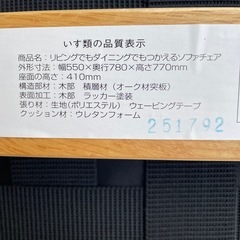 いす類の品質表示
商品名：リビングでもダイニングでもつかえるソファチェア
外形寸法：幅550×奥行780×高さ770mm
座面の高さ：410mm
構造部材：木部　積層材（オーク材突板）
表面加工：木部　ラッカー塗装
張り材：生地（ポリエステル）　ウェービングテープ
クッション材：ウレタンフォーム
251792